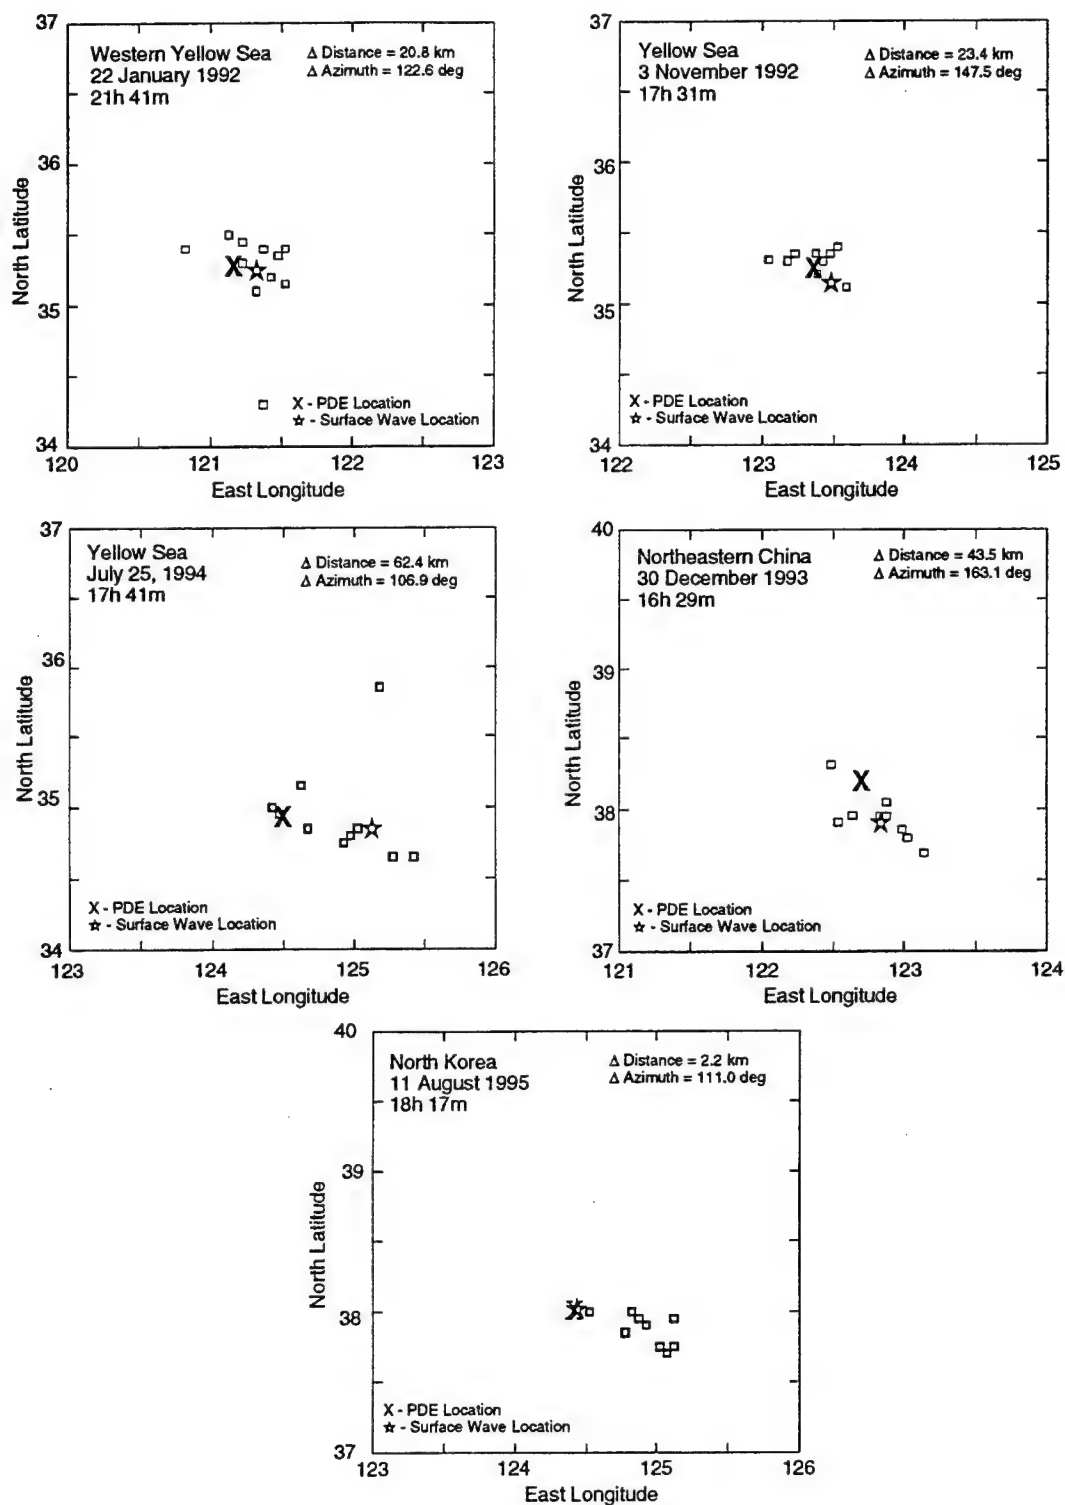 37
Western Yellow Sea
22 January 1992
21h 41m
Δ Distance = 20.8 km
Δ Azimuth = 122.6 deg
36
North Latitude
35
X - PDE Location
☆ - Surface Wave Location
34
120 121 122 123
East Longitude
37
Yellow Sea
3 November 1992
17h 31m
Δ Distance = 23.4 km
Δ Azimuth = 147.5 deg
36
North Latitude
35
X - PDE Location
☆ - Surface Wave Location
34
122 123 124 125
East Longitude
37
Yellow Sea
July 25, 1994
17h 41m
Δ Distance = 62.4 km
Δ Azimuth = 106.9 deg
36
North Latitude
35
X - PDE Location
☆ - Surface Wave Location
34
123 124 125 126
East Longitude
40
Northeastern China
30 December 1993
16h 29m
Δ Distance = 43.5 km
Δ Azimuth = 163.1 deg
39
North Latitude
38
X - PDE Location
☆ - Surface Wave Location
37
121 122 123 124
East Longitude
40
North Korea
11 August 1995
18h 17m
Δ Distance = 2.2 km
Δ Azimuth = 111.0 deg
39
North Latitude
38
X - PDE Location
☆ - Surface Wave Location
37
123 124 125 126
East Longitude